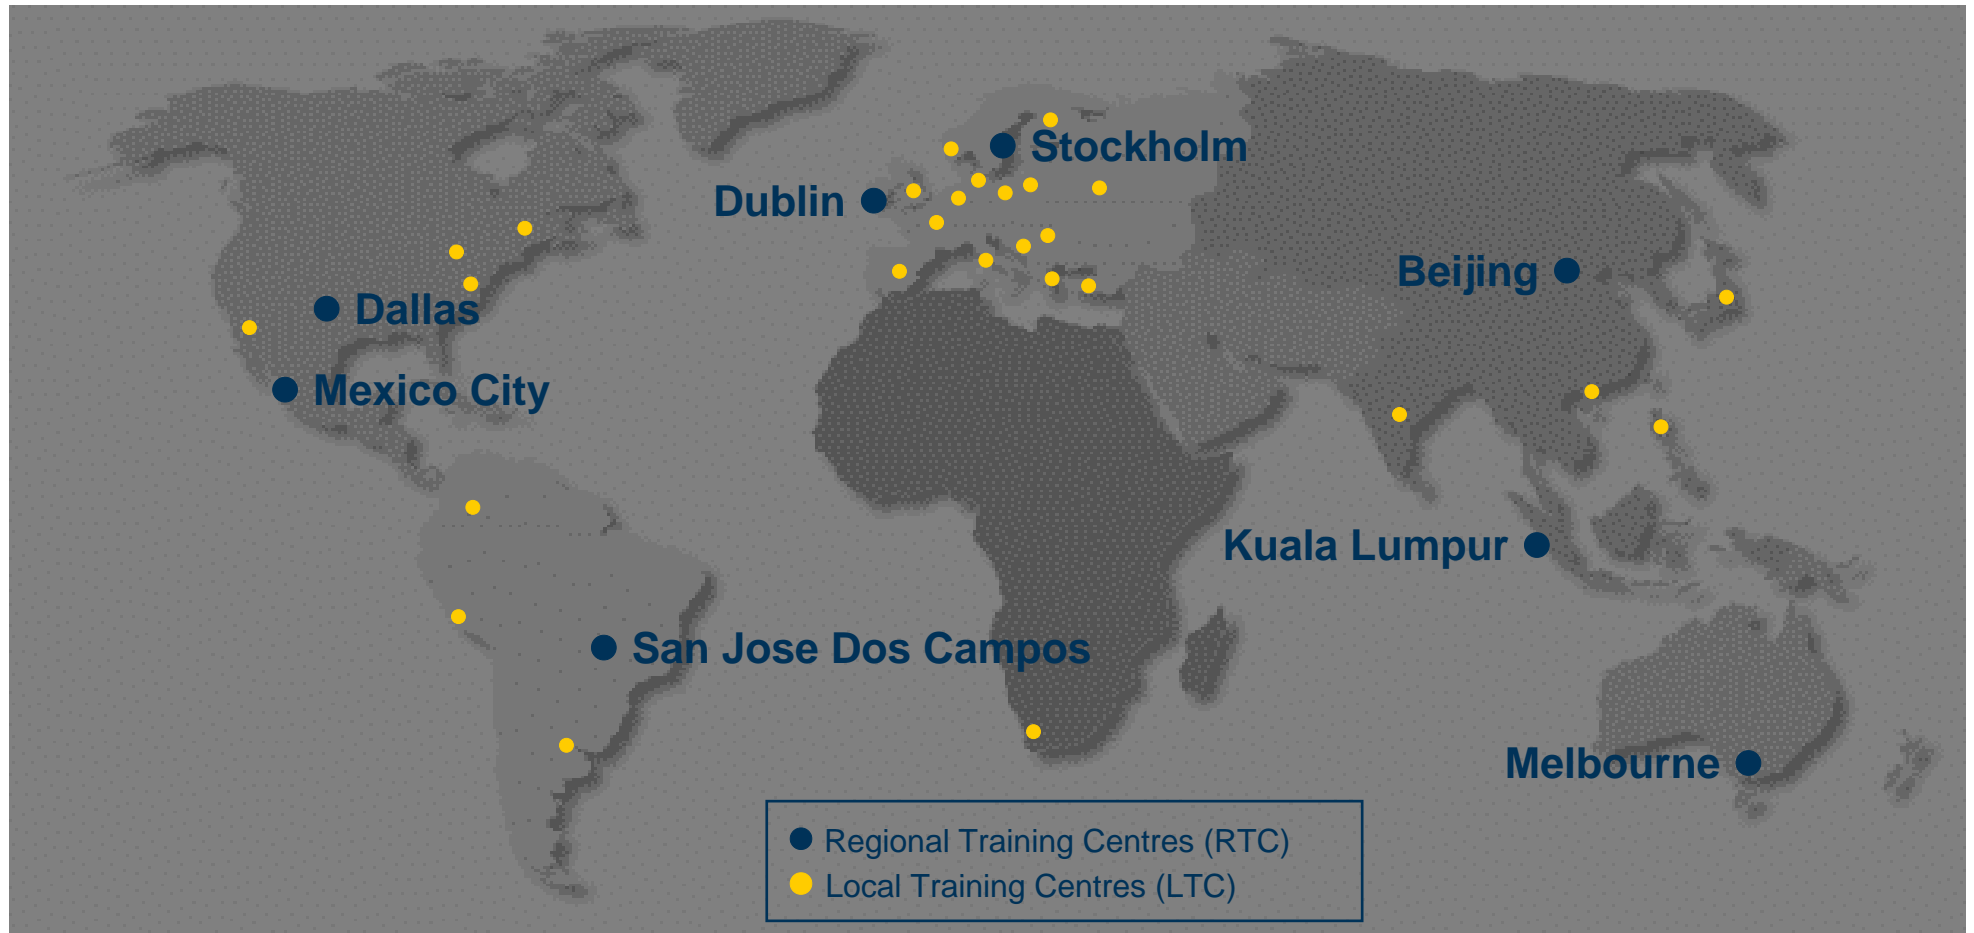 Stockholm
Dublin
Beijing
Dallas
Mexico City
Kuala Lumpur
San Jose Dos Campos
Melbourne
Regional Training Centres (RTC)
Local Training Centres (LTC)